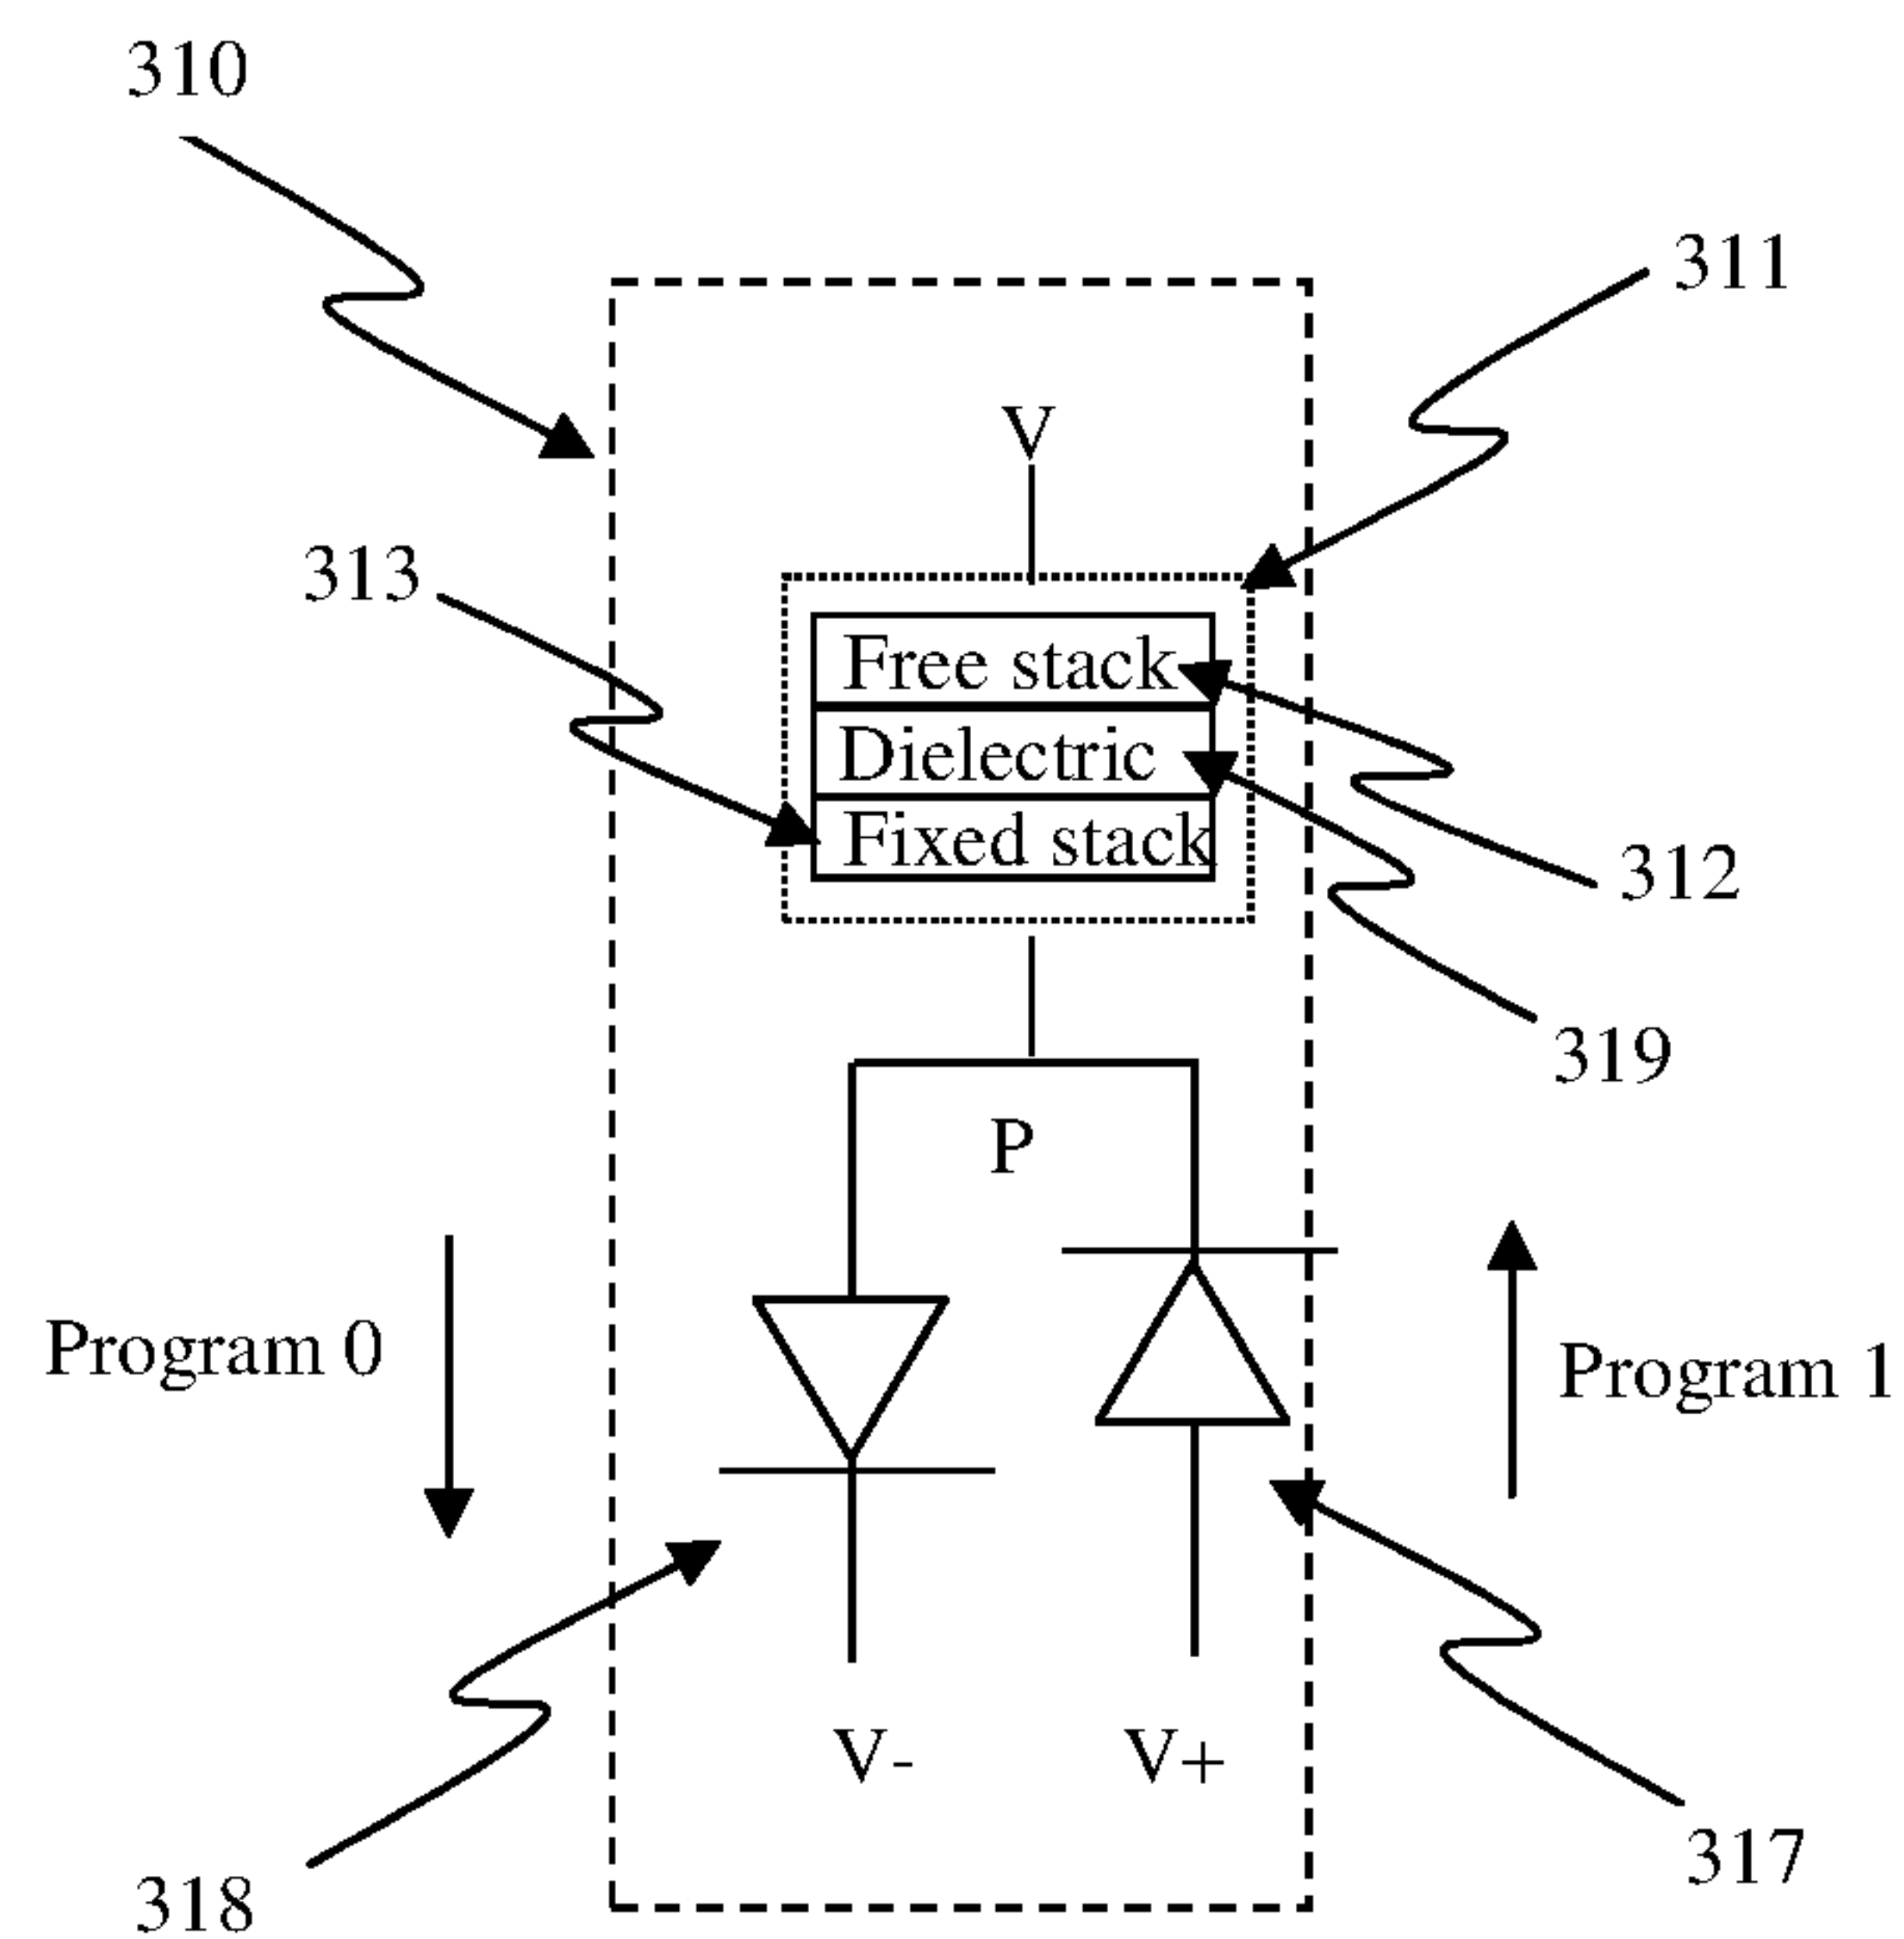 310
311
V
313
Free stack
Dielectric
Fixed stack
312
319
P
Program 0
Program 1
V-
V+
317
318